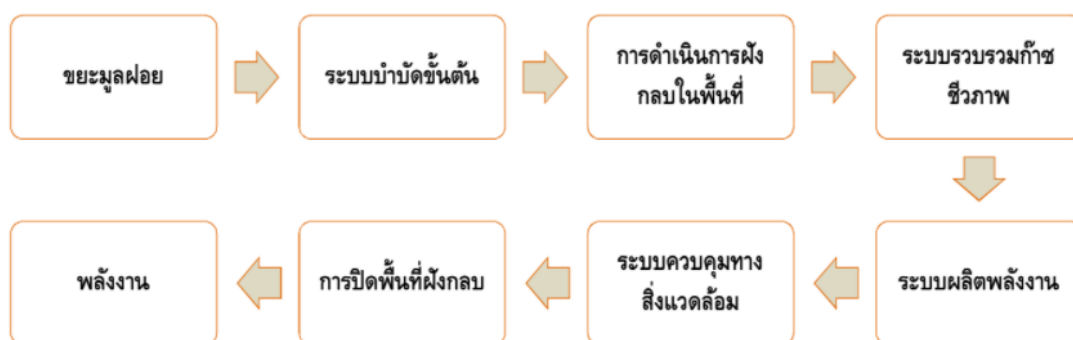 ขยะมูลฝอย
ระบบบำบัดขั้นต้น
การดำเนินการฝัง
กลบในพื้นที่
ระบบรวบรวมก๊าซ
ชีวภาพ
ระบบผลิตพลังงาน
ระบบควบคุมทาง
สิ่งแวดล้อม
การปิดพื้นที่ฝังกลบ
พลังงาน